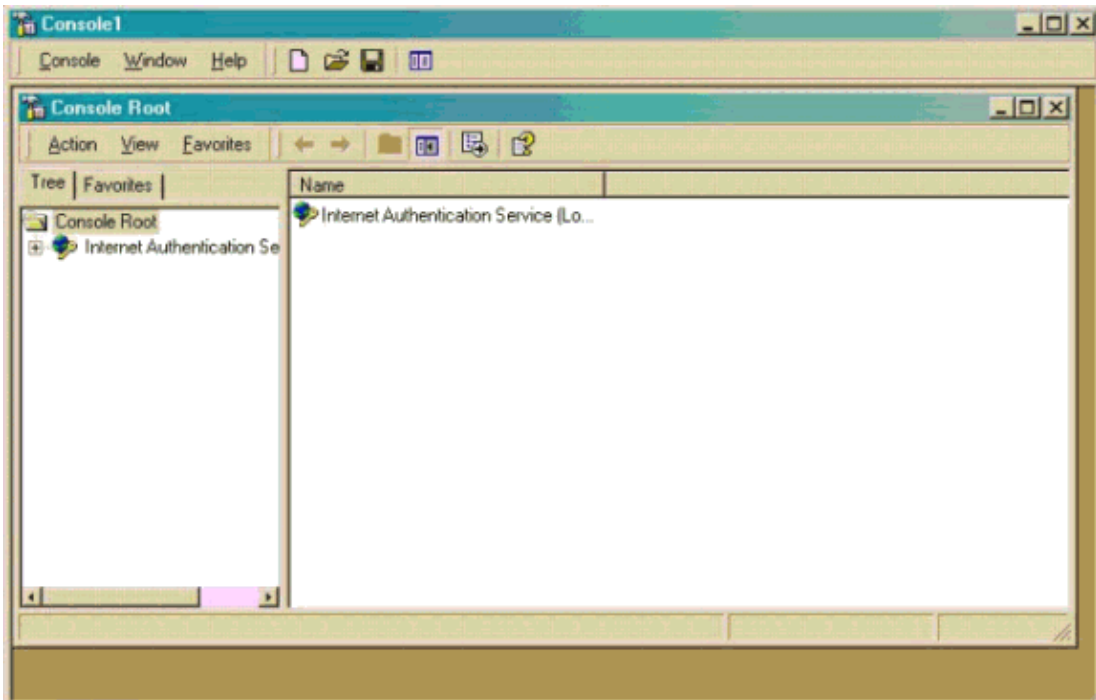 Console1
Console Window Help
Console Root
Action View Favorites
Tree Favorites
Name
Console Root
Internet Authentication Service (Lo...
Internet Authentication Se